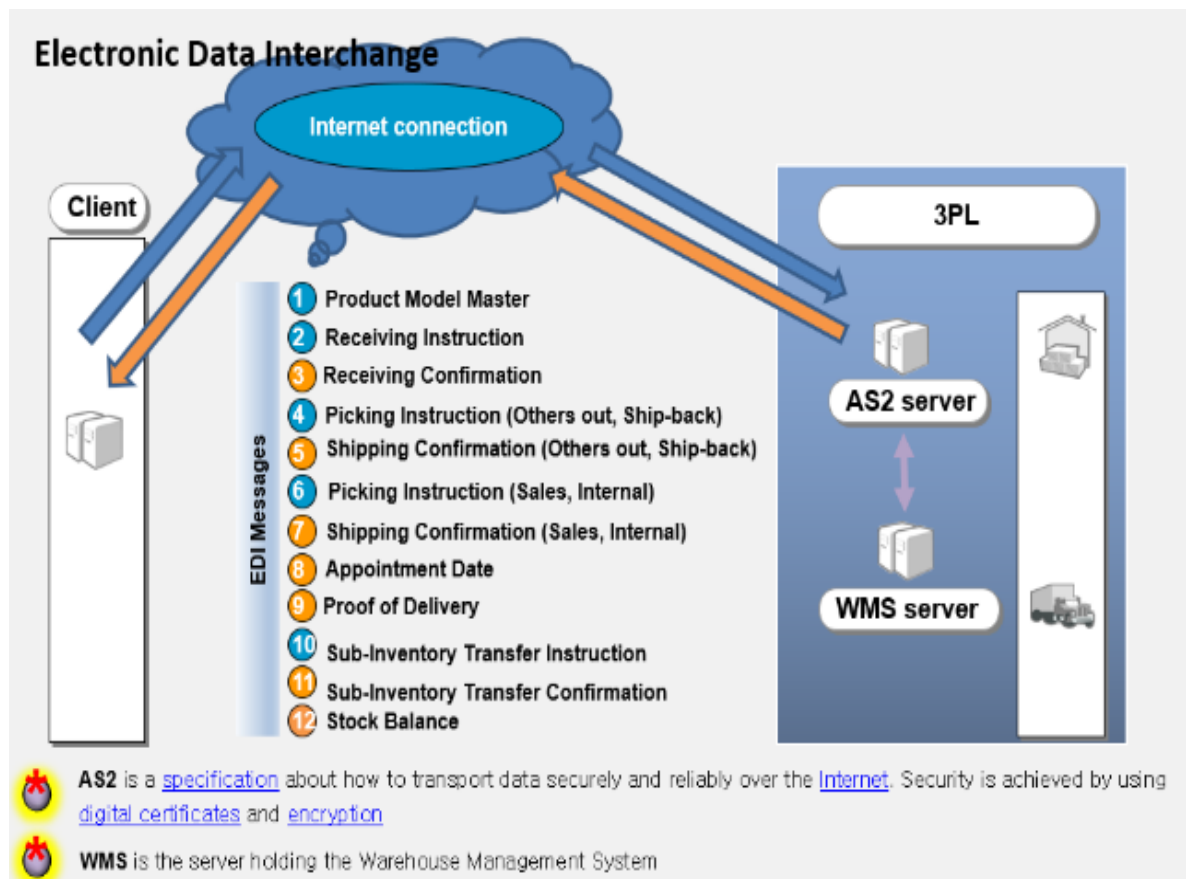 Electronic Data Interchange
Internet connection
Client
3PL
EDI Messages
1 Product Model Master
2 Receiving Instruction
3 Receiving Confirmation
4 Picking Instruction (Others out, Ship-back)
5 Shipping Confirmation (Others out, Ship-back)
6 Picking Instruction (Sales, Internal)
7 Shipping Confirmation (Sales, Internal)
8 Appointment Date
9 Proof of Delivery
10 Sub-Inventory Transfer Instruction
11 Sub-Inventory Transfer Confirmation
12 Stock Balance
AS2 server
WMS server
AS2 is a specification about how to transport data securely and reliably over the Internet. Security is achieved by using
digital certificates and encryption
WMS is the server holding the Warehouse Management System